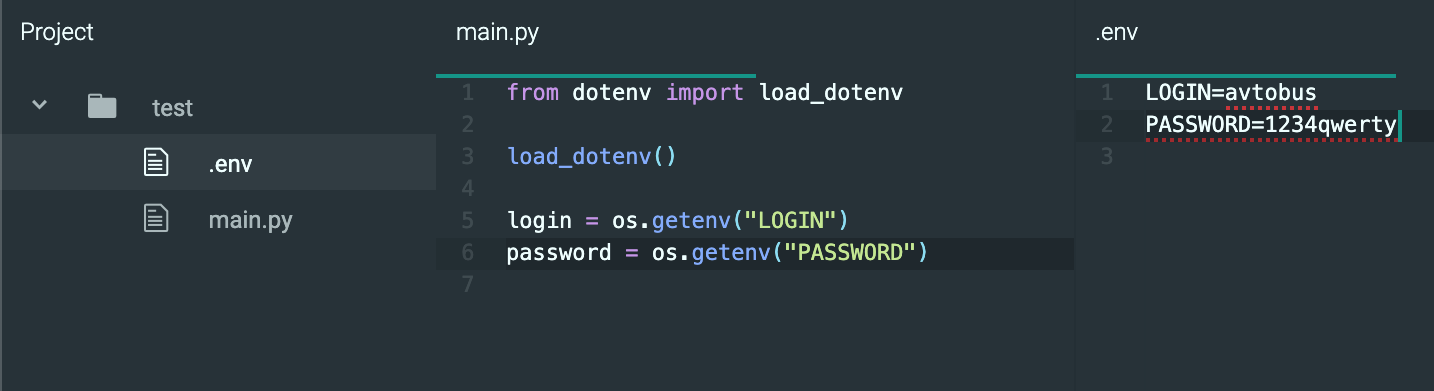 Project
test
.env
main.py
main.py
1 from dotenv import load_dotenv
2
3 load_dotenv()
4
5 login = os.getenv("LOGIN")
6 password = os.getenv("PASSWORD")
7
.env
1 LOGIN=avtobus
2 PASSWORD=1234qwerty
3